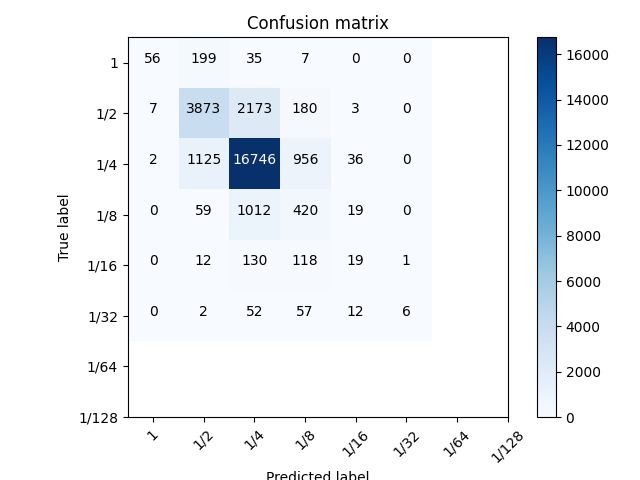 Confusion matrix
1 56 199 35 7 0 0
1/2 7 3873 2173 180 3 0
1/4 2 1125 16746 956 36 0
1/8 0 59 1012 420 19 0
1/16 0 12 130 118 19 1
1/32 0 2 52 57 12 6
1/64
1/128
True label
1 1/2 1/4 1/8 1/16 1/32 1/64 1/128
Predicted label
16000
14000
12000
10000
8000
6000
4000
2000
0